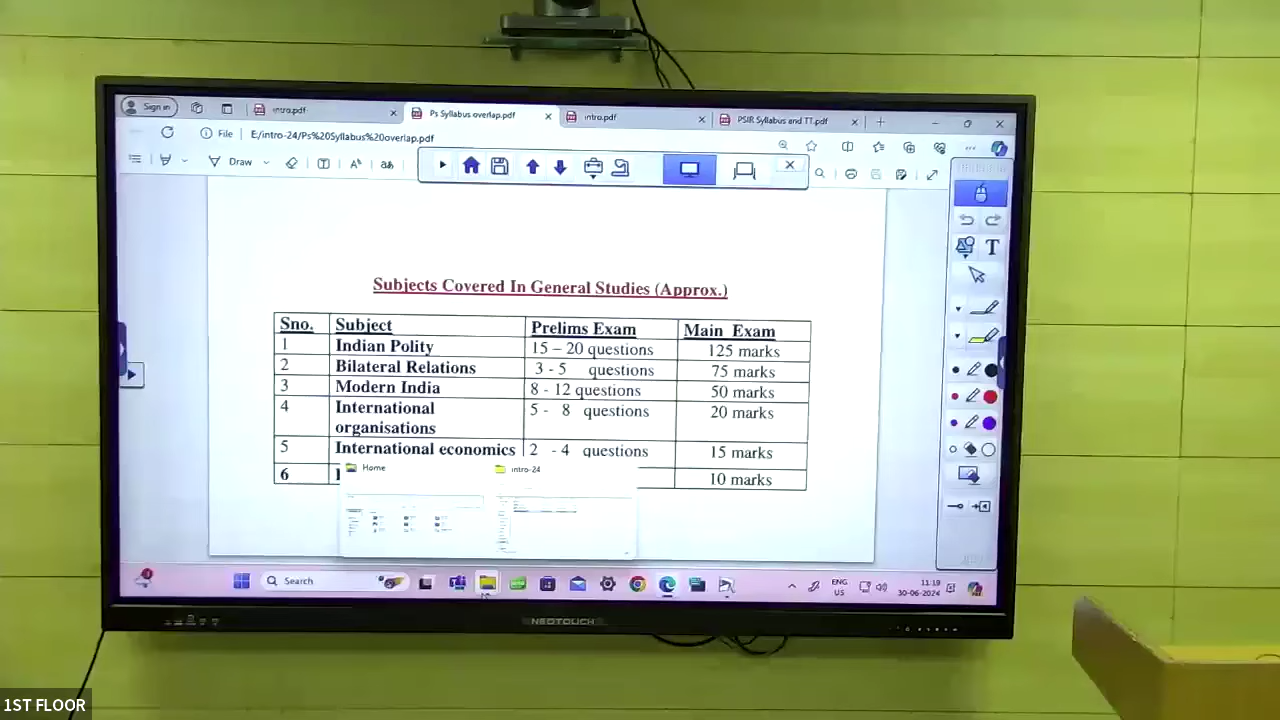 Sign in
intro.pdf
Ps Syllabus overlap.pdf
intro.pdf
PSIR Syllabus and TT.pdf
File
E:/intro-24/Ps%20Syllabus%20overlap.pdf
Draw
T
Subjects Covered In General Studies (Approx.)
Sno. Subject Prelims Exam Main Exam
1 Indian Polity 15 – 20 questions 125 marks
2 Bilateral Relations 3 - 5 questions 75 marks
3 Modern India 8 - 12 questions 50 marks
4 International 5 - 8 questions 20 marks
organisations
5 International economics 2 - 4 questions 15 marks
6 10 marks
Home
intro-24
Search
ENG
US
11:19
30-06-2024
NEOTOUCH
1ST FLOOR